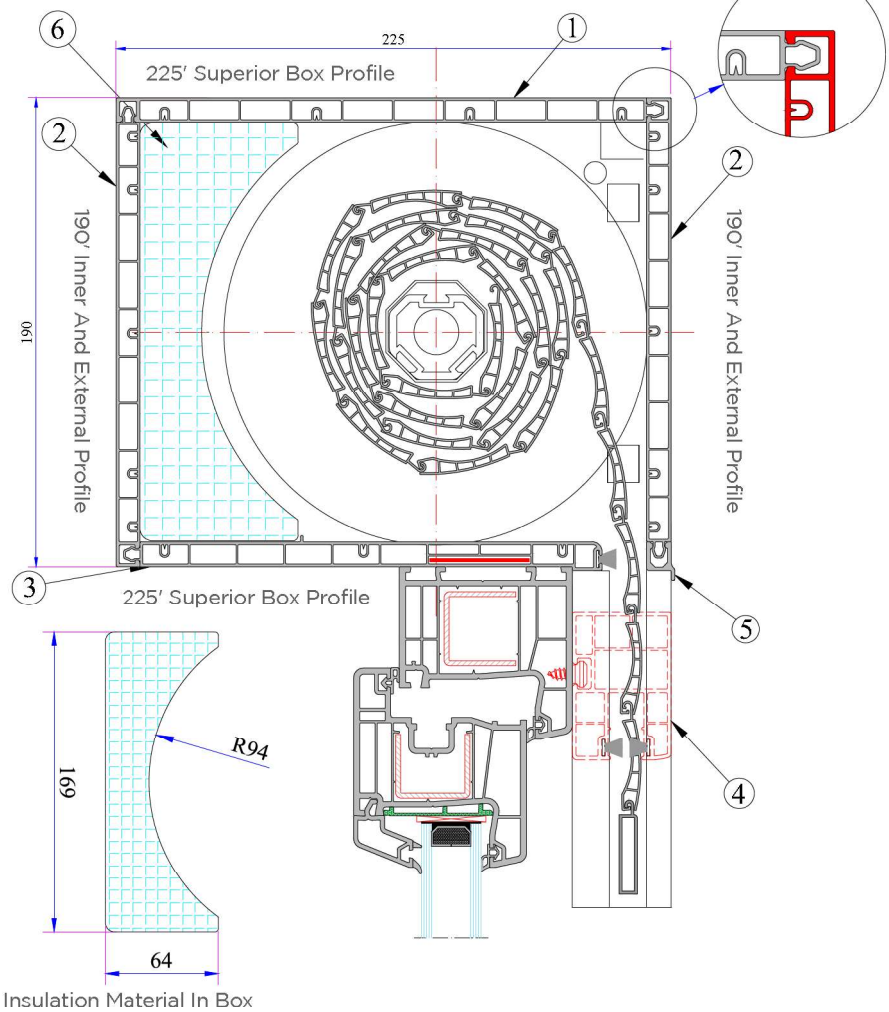 6
225
1
225' Superior Box Profile
2
2
190' Inner And External Profile
190
190' Inner And External Profile
3
225' Superior Box Profile
5
R94
169
4
64
Insulation Material In Box